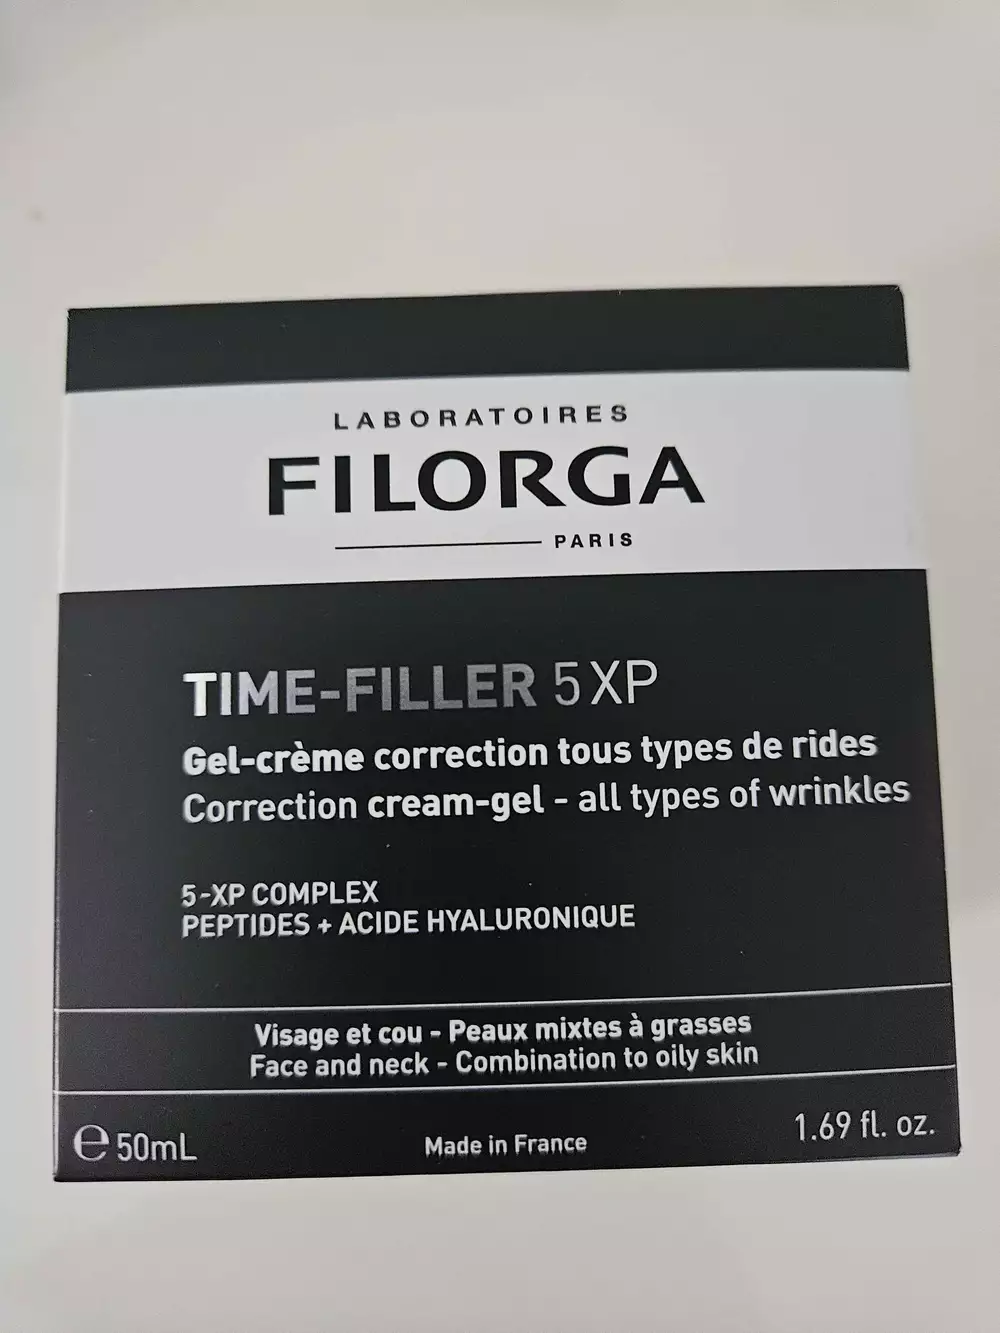 LABORATOIRES
FILORGA
PARIS
TIME-FILLER 5 XP
Gel-crème correction tous types de rides
Correction cream-gel - all types of wrinkles
5-XP COMPLEX
PEPTIDES + ACIDE HYALURONIQUE
Visage et cou - Peaux mixtes à grasses
Face and neck - Combination to oily skin
℮ 50mL
Made in France
1.69 fl. oz.